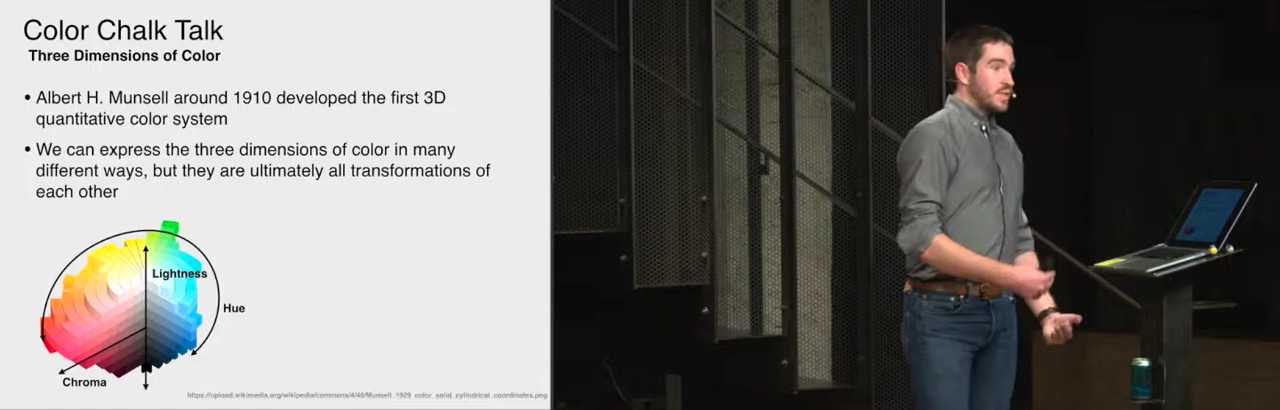 Color Chalk Talk
Three Dimensions of Color
• Albert H. Munsell around 1910 developed the first 3D
quantitative color system
• We can express the three dimensions of color in many
different ways, but they are ultimately all transformations of
each other
Lightness
Hue
Chroma
https://upload.wikimedia.org/wikipedia/commons/4/46/Munsell_1929_color_solid_cylindrical_coordinates.png